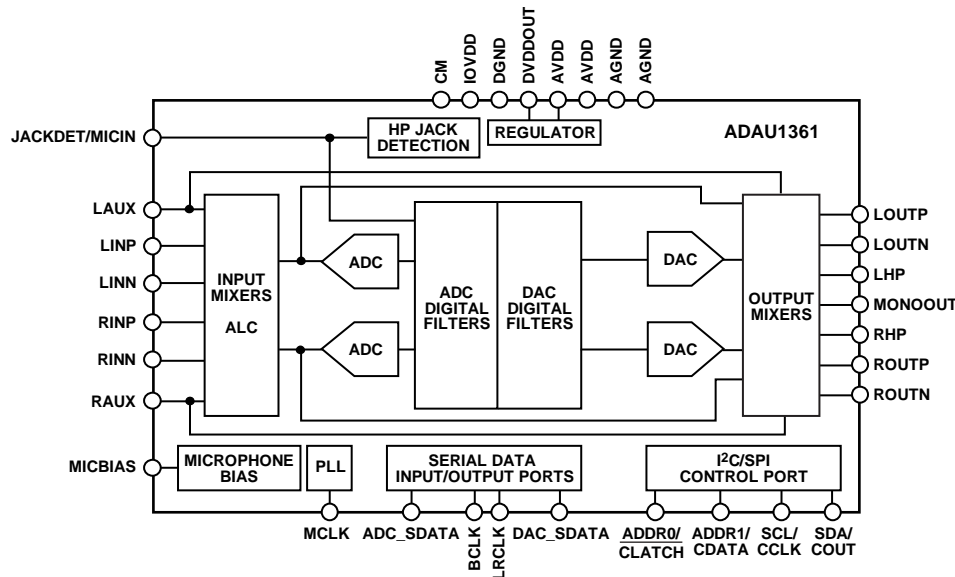 CM
IOVDD
DGND
DVDDOUT
AVDD
AVDD
AGND
AGND
JACKDET/MICIN
HP JACK
DETECTION
REGULATOR
ADAU1361
LAUX
LINP
LINN
RINP
RINN
RAUX
MICBIAS
INPUT
MIXERS
ALC
ADC
ADC
ADC
DIGITAL
FILTERS
DAC
DIGITAL
FILTERS
DAC
DAC
OUTPUT
MIXERS
LOUTP
LOUTN
LHP
MONOOUT
RHP
ROUTP
ROUTN
MICROPHONE
BIAS
PLL
SERIAL DATA
INPUT/OUTPUT PORTS
I²C/SPI
CONTROL PORT
MCLK
ADC_SDATA
BCLK
LRCLK
DAC_SDATA
ADDR0/
CLATCH
ADDR1/
CDATA
SCL/
CCLK
SDA/
COUT